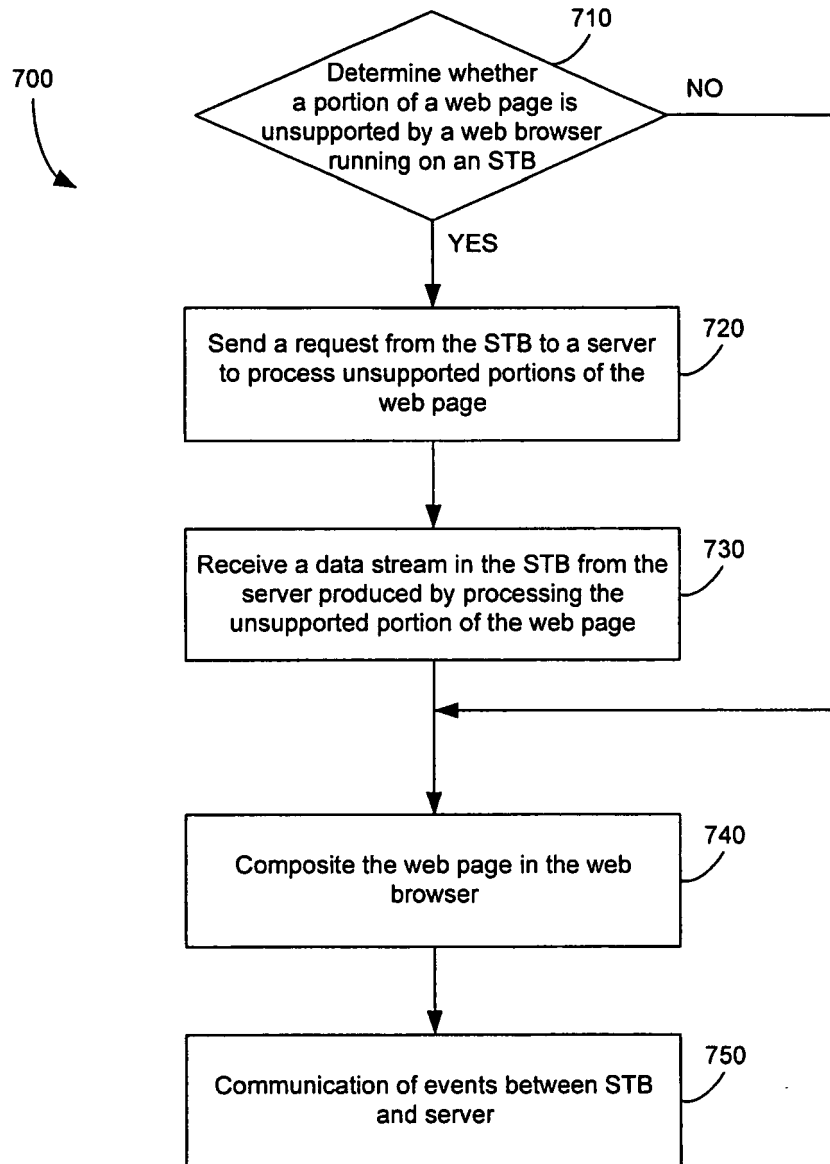 710
700
Determine whether
a portion of a web page is
unsupported by a web browser
running on an STB
NO
YES
720
Send a request from the STB to a server
to process unsupported portions of the
web page
730
Receive a data stream in the STB from the
server produced by processing the
unsupported portion of the web page
740
Composite the web page in the web
browser
750
Communication of events between STB
and server